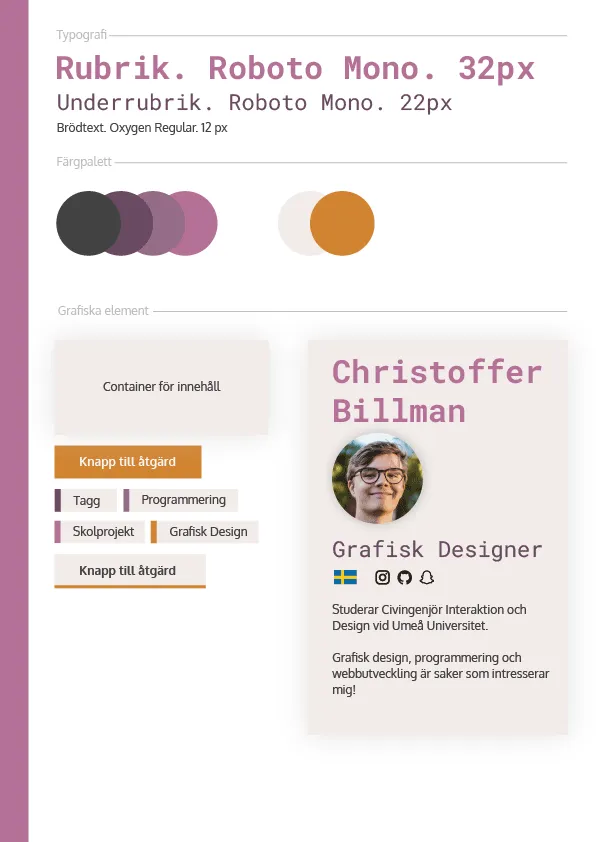 Typografi
Rubrik. Roboto Mono. 32px
Underrubrik. Roboto Mono. 22px
Brödtext. Oxygen Regular. 12 px
Färgpalett
Grafiska element
Container för innehåll
Knapp till åtgärd
Tagg
Programmering
Skolprojekt
Grafisk Design
Knapp till åtgärd
Christoffer
Billman
Grafisk Designer
Studerar Civingenjör Interaktion och
Design vid Umeå Universitet.
Grafisk design, programmering och
webbutveckling är saker som intresserar
mig!